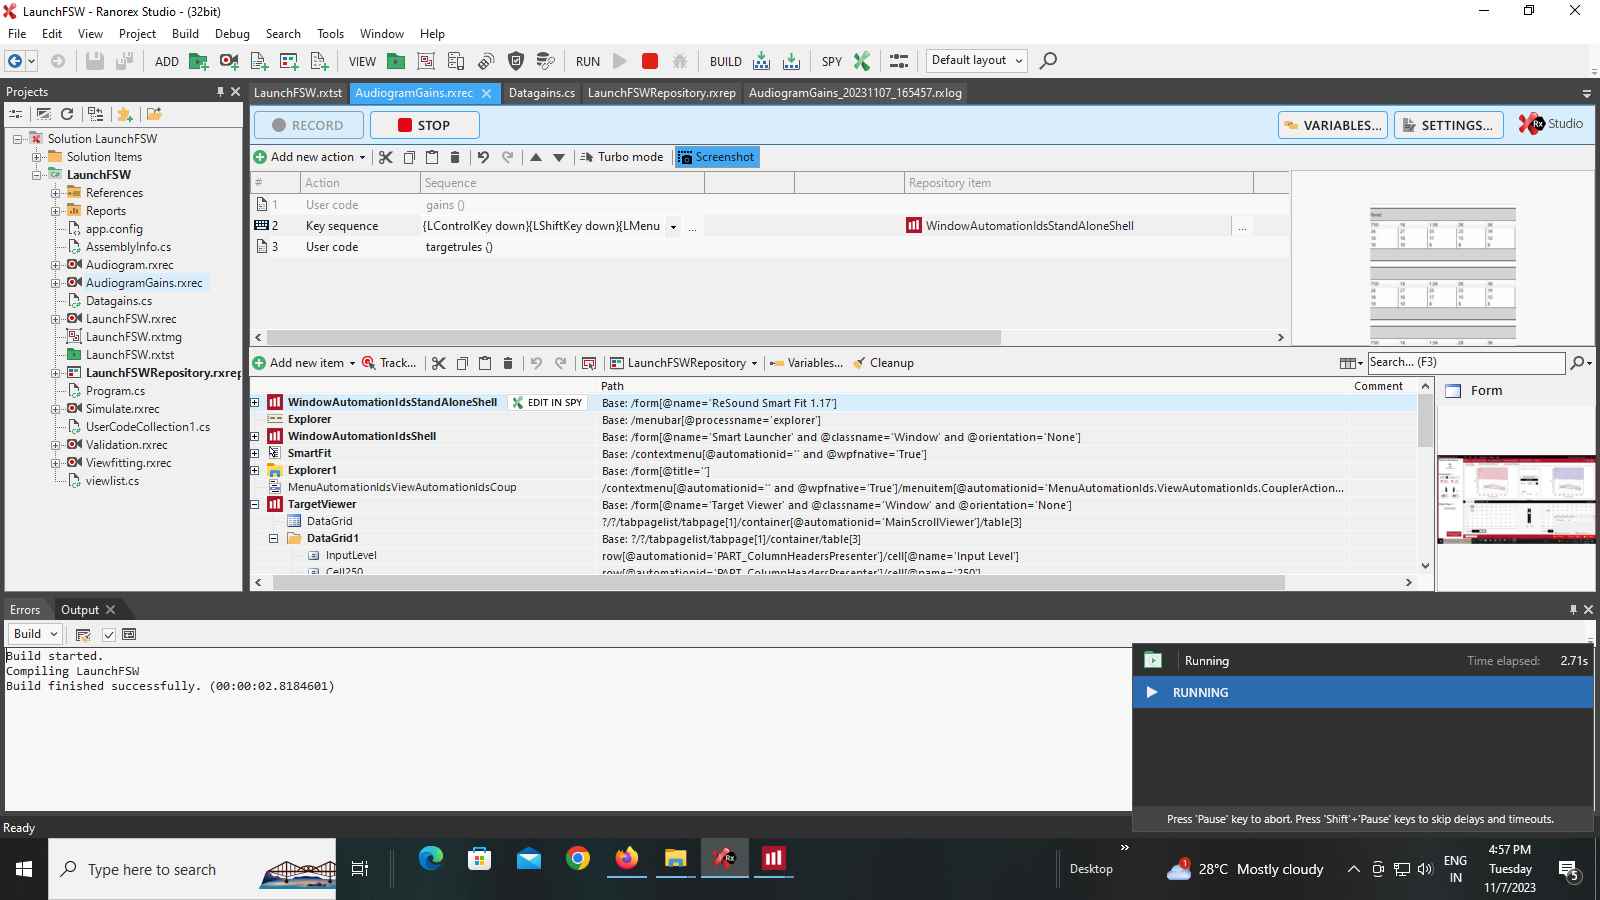 LaunchFSW - Ranorex Studio - (32bit)
File Edit View Project Build Debug Search Tools Window Help
ADD VIEW RUN BUILD SPY Default layout
Projects
LaunchFSW.rxtst AudiogramGains.rxrec Datagains.cs LaunchFSWRepository.rxrep AudiogramGains_20231107_165457.rxlog
RECORD STOP VARIABLES... SETTINGS... Rx Studio
Add new action Turbo mode Screenshot
# Action Sequence Repository item
1 User code gains ()
2 Key sequence {LControlKey down}{LShiftKey down}{LMenu ... WindowAutomationIdsStandAloneShell ...
3 User code targetrules ()
Solution LaunchFSW
Solution Items
LaunchFSW
References
Reports
app.config
AssemblyInfo.cs
Audiogram.rxrec
AudiogramGains.rxrec
Datagains.cs
LaunchFSW.rxrec
LaunchFSW.rxtmg
LaunchFSW.rxtst
LaunchFSWRepository.rxrep
Program.cs
Simulate.rxrec
UserCodeCollection1.cs
Validation.rxrec
Viewfitting.rxrec
viewlist.cs
Add new item Track... LaunchFSWRepository Variables... Cleanup Search... (F3)
Path Comment
WindowAutomationIdsStandAloneShell EDIT IN SPY Base: /form[@name='ReSound Smart Fit 1.17']
Explorer Base: /menubar[@processname='explorer']
WindowAutomationIdsShell Base: /form[@name='Smart Launcher' and @classname='Window' and @orientation='None']
SmartFit Base: /contextmenu[@automationid='' and @wpfnative='True']
Explorer1 Base: /form[@title='']
MenuAutomationIdsViewAutomationIdsCoup /contextmenu[@automationid='' and @wpfnative='True']/menuitem[@automationid='MenuAutomationIds.ViewAutomationIds.CouplerAction...
TargetViewer Base: /form[@name='Target Viewer' and @classname='Window' and @orientation='None']
DataGrid ?/?/tabpagelist/tabpage[1]/container[@automationid='MainScrollViewer']/table[3]
DataGrid1 Base: ?/?/tabpagelist/tabpage[1]/container/table[3]
InputLevel row[@automationid='PART_ColumnHeadersPresenter']/cell[@name='Input Level']
Cell250 row[@automationid='PART_ColumnHeadersPresenter']/cell[@name='250']
Form
Errors Output
Build
Build started.
Compiling LaunchFSW
Build finished successfully. (00:00:02.8184601)
Running Time elapsed: 2.71s
RUNNING
Press 'Pause' key to abort. Press 'Shift'+'Pause' keys to skip delays and timeouts.
Ready
Type here to search
Rx
Desktop
1
28°C Mostly cloudy
ENG
IN
4:57 PM
Tuesday
11/7/2023
5